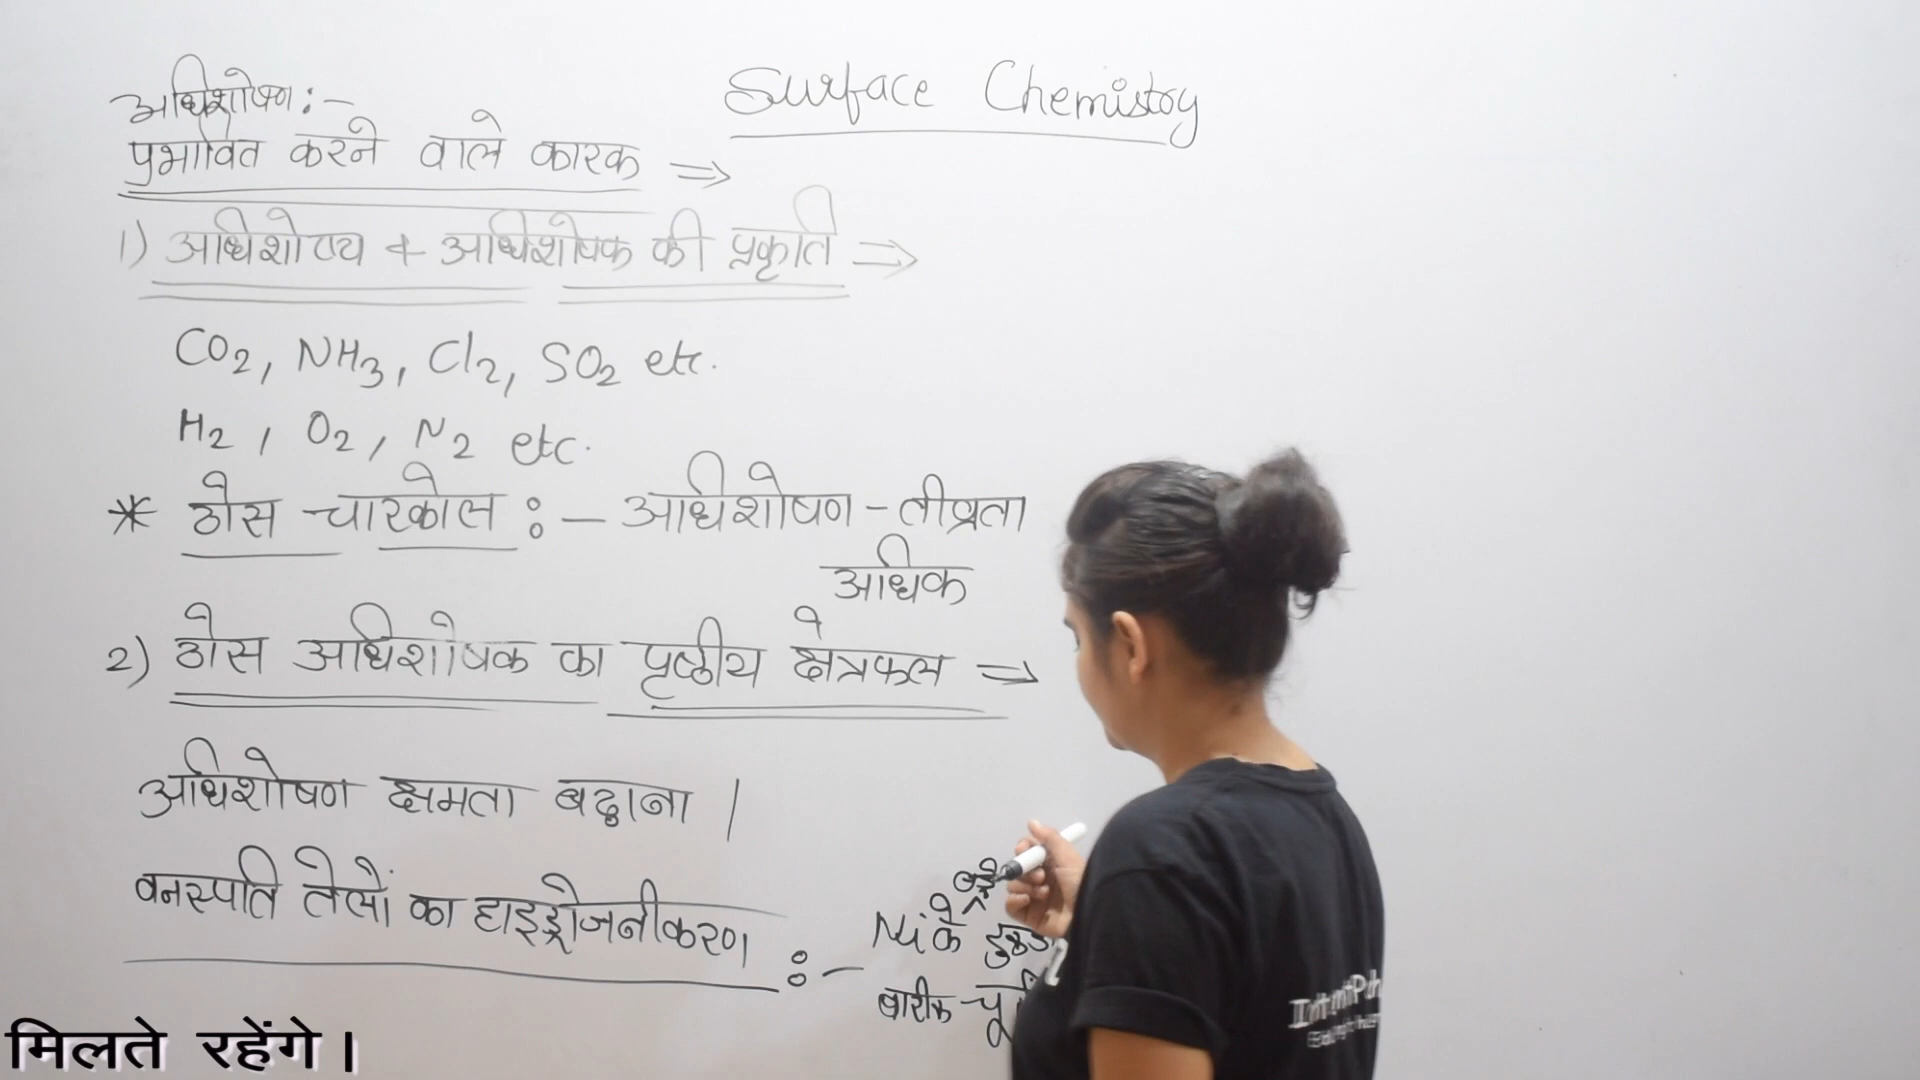 Surface Chemistry
अधिशोषण :-
प्रभावित करने वाले कारक ⇒
1) अधिशोष्य + अधिशोषक की प्रकृति ⇒
CO₂, NH₃, Cl₂, SO₂ etc.
H₂, O₂, N₂ etc.
* ठोस चारकोल :- अधिशोषण - तीव्रता
अधिक
2) ठोस अधिशोषक का पृष्ठीय क्षेत्रफल ⇒
अधिशोषण क्षमता बढ़ाना |
वनस्पति तेलों का हाइड्रोजनीकरण :- Ni के
बारीक
मिलते रहेंगे।